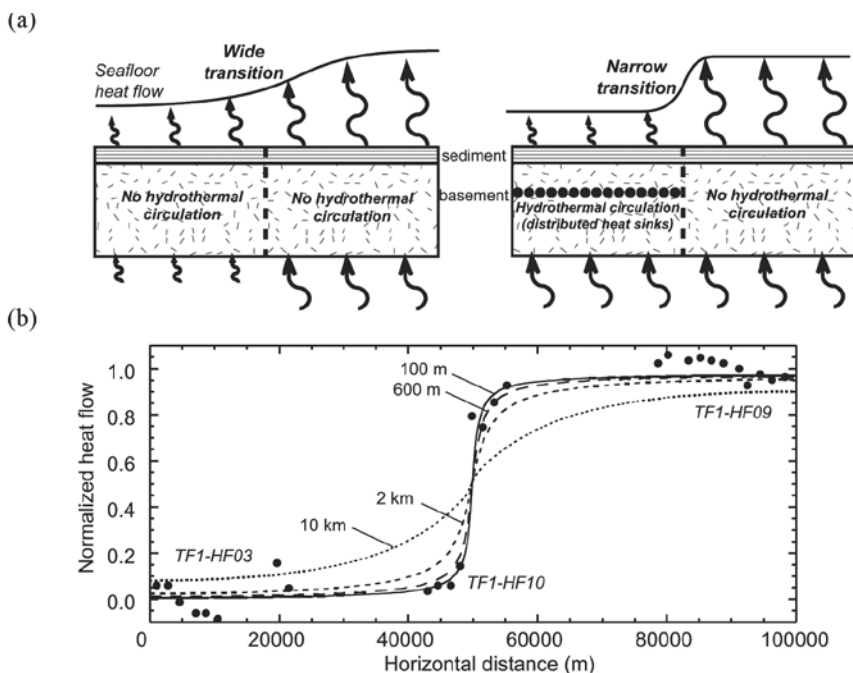 (a)
Seafloor
heat flow
Wide
transition
Narrow
transition
sediment
basement
No hydrothermal
circulation
No hydrothermal
circulation
Hydrothermal circulation
(distributed heat sinks)
No hydrothermal
circulation
(b)
Normalized heat flow
1.0
0.8
0.6
0.4
0.2
0.0
100 m
600 m
2 km
10 km
TF1-HF09
TF1-HF03
TF1-HF10
0 20000 40000 60000 80000 100000
Horizontal distance (m)